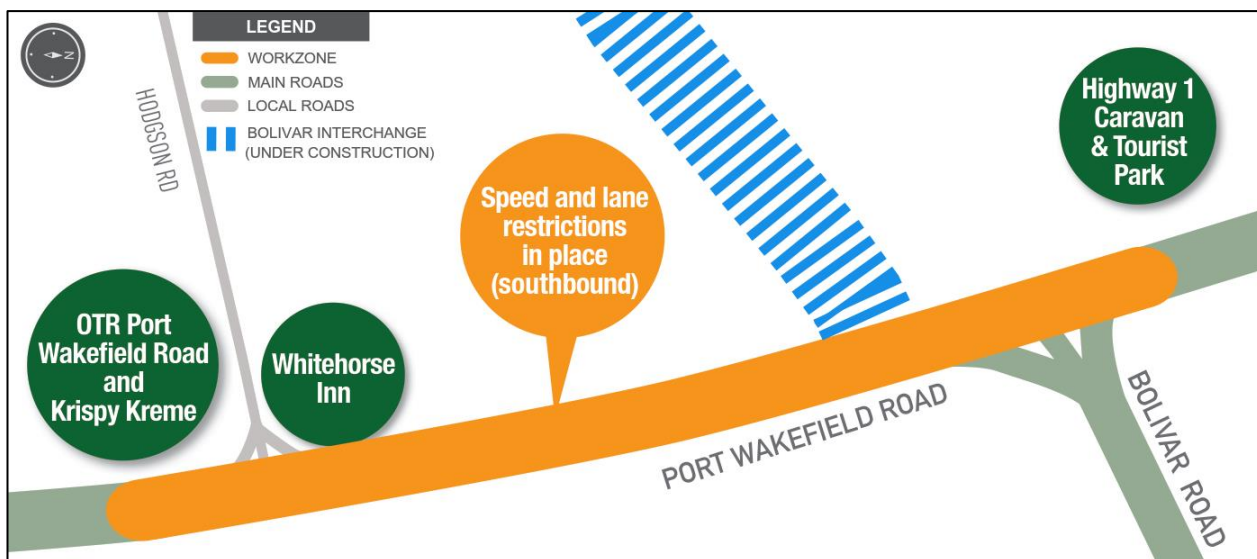 N
LEGEND
WORKZONE
MAIN ROADS
LOCAL ROADS
BOLIVAR INTERCHANGE
(UNDER CONSTRUCTION)
HODGSON RD
Highway 1
Caravan
& Tourist
Park
Speed and lane
restrictions
in place
(southbound)
OTR Port
Wakefield Road
and
Krispy Kreme
Whitehorse
Inn
PORT WAKEFIELD ROAD
BOLIVAR ROAD